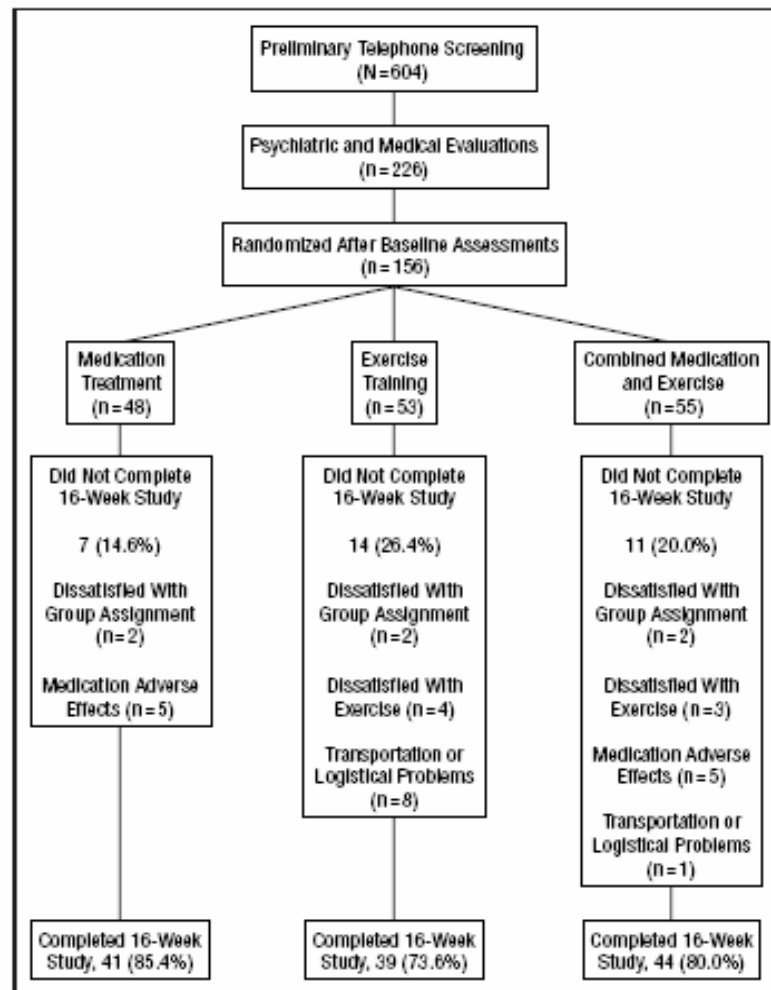 Preliminary Telephone Screening
(N=604)
Psychiatric and Medical Evaluations
(n=226)
Randomized After Baseline Assessments
(n=156)
Medication
Treatment
(n=48)
Exercise
Training
(n=53)
Combined Medication
and Exercise
(n=55)
Did Not Complete
16-Week Study
7 (14.6%)
Dissatisfied With
Group Assignment
(n=2)
Medication Adverse
Effects (n=5)
Did Not Complete
16-Week Study
14 (26.4%)
Dissatisfied With
Group Assignment
(n=2)
Dissatisfied With
Exercise (n=4)
Transportation or
Logistical Problems
(n=8)
Did Not Complete
16-Week Study
11 (20.0%)
Dissatisfied With
Group Assignment
(n=2)
Dissatisfied With
Exercise (n=3)
Medication Adverse
Effects (n=5)
Transportation or
Logistical Problems
(n=1)
Completed 16-Week
Study, 41 (85.4%)
Completed 16-Week
Study, 39 (73.6%)
Completed 16-Week
Study, 44 (80.0%)